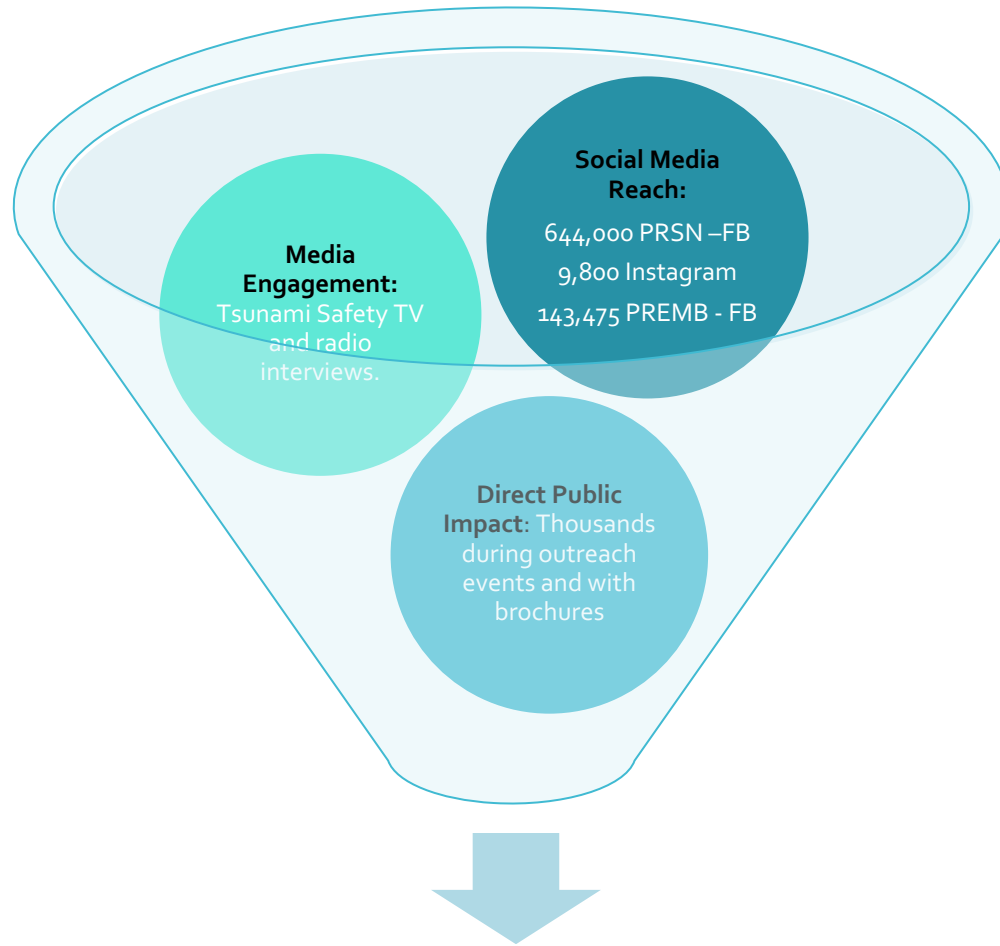 Social Media
Reach:
644,000 PRSN –FB
9,800 Instagram
143,475 PREMB - FB
Media
Engagement:
Tsunami Safety TV
and radio
interviews.
Direct Public
Impact: Thousands
during outreach
events and with
brochures